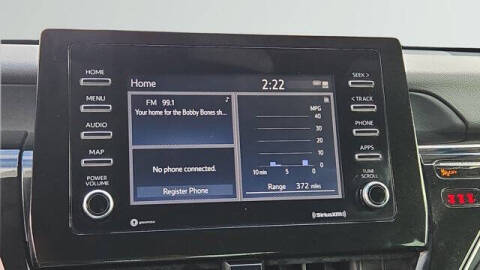 HOME
MENU
AUDIO
MAP
POWER
VOLUME
Home
2:22
FM 99.1
Your home for the Bobby Bones sh...
No phone connected.
Register Phone
MPG
40
30
20
10
0
10 min
5
0
Range 372 miles
SEEK >
< TRACK
PHONE
APPS
TUNE
SCROLL
SiriusXM